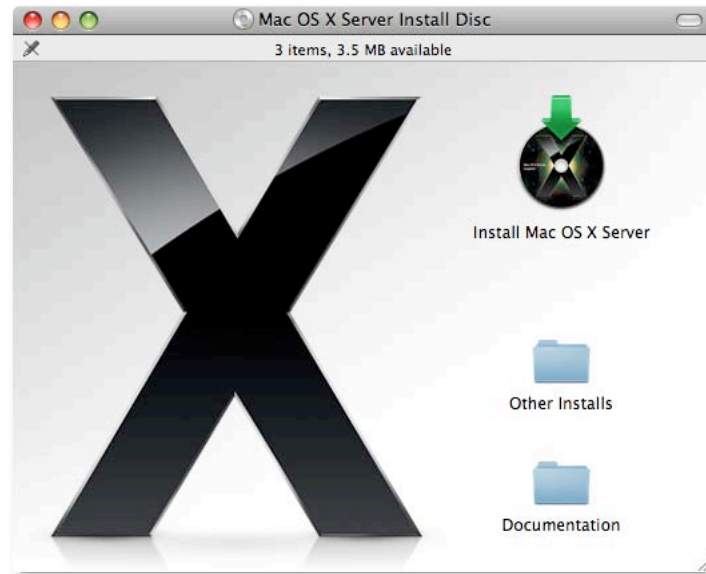 Mac OS X Server Install Disc
3 items, 3.5 MB available
X
Install Mac OS X Server
Other Installs
Documentation